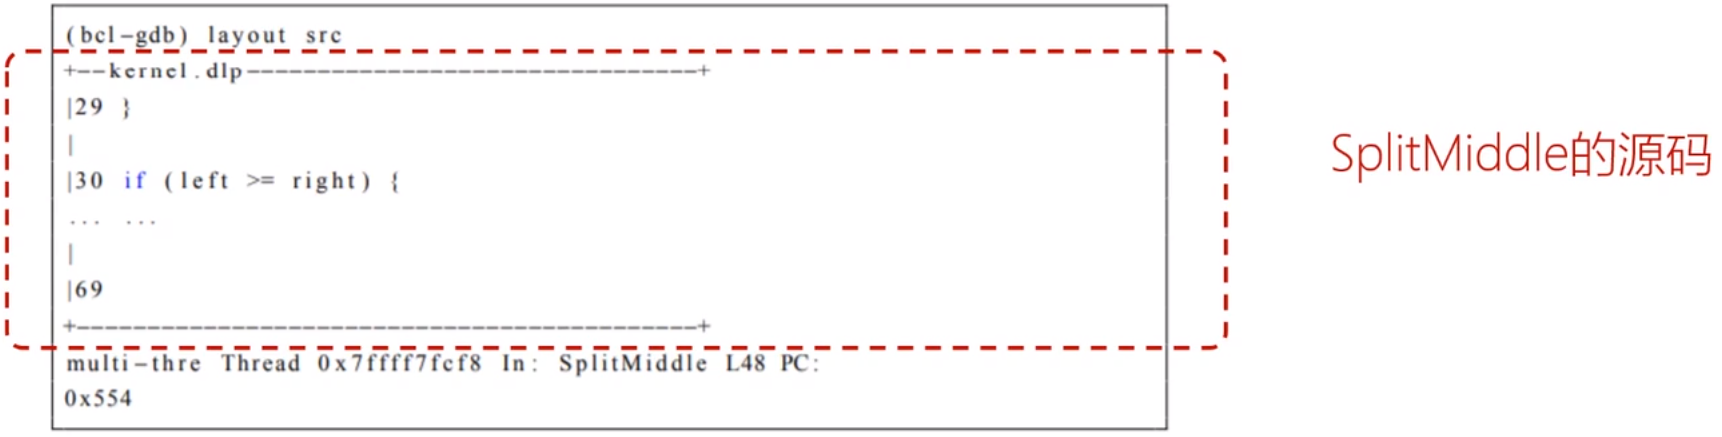 (bcl-gdb) layout src
+--kernel.dlp---------------------------------+
|29 }
|
|30 if (left >= right) {
... ...
|
|69
+---------------------------------------------+
multi-thre Thread 0x7ffff7fcf8 In: SplitMiddle L48 PC:
0x554
SplitMiddle的源码